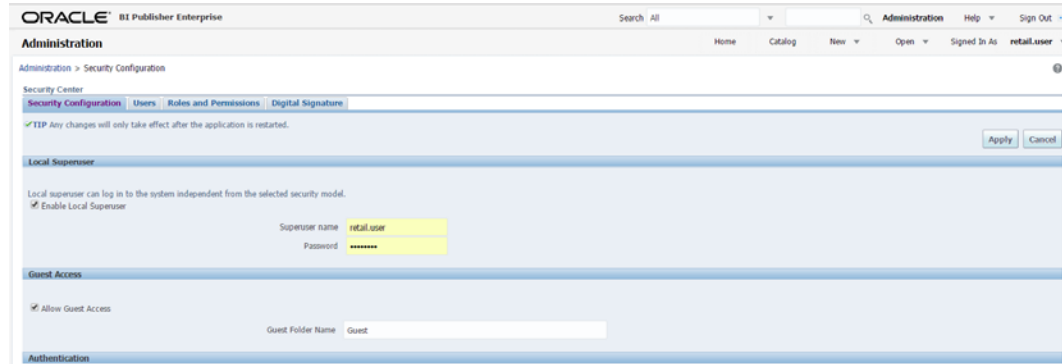 ORACLE BI Publisher Enterprise Search All Administration Help Sign Out
Administration Home Catalog New Open Signed In As retail.user
Administration > Security Configuration
Security Center
Security Configuration Users Roles and Permissions Digital Signature
TIP Any changes will only take effect after the application is restarted.
Apply Cancel
Local Superuser
Local superuser can log in to the system independent from the selected security model.
Enable Local Superuser
Superuser name retail.user
Password ••••••••
Guest Access
Allow Guest Access
Guest Folder Name Guest
Authentication